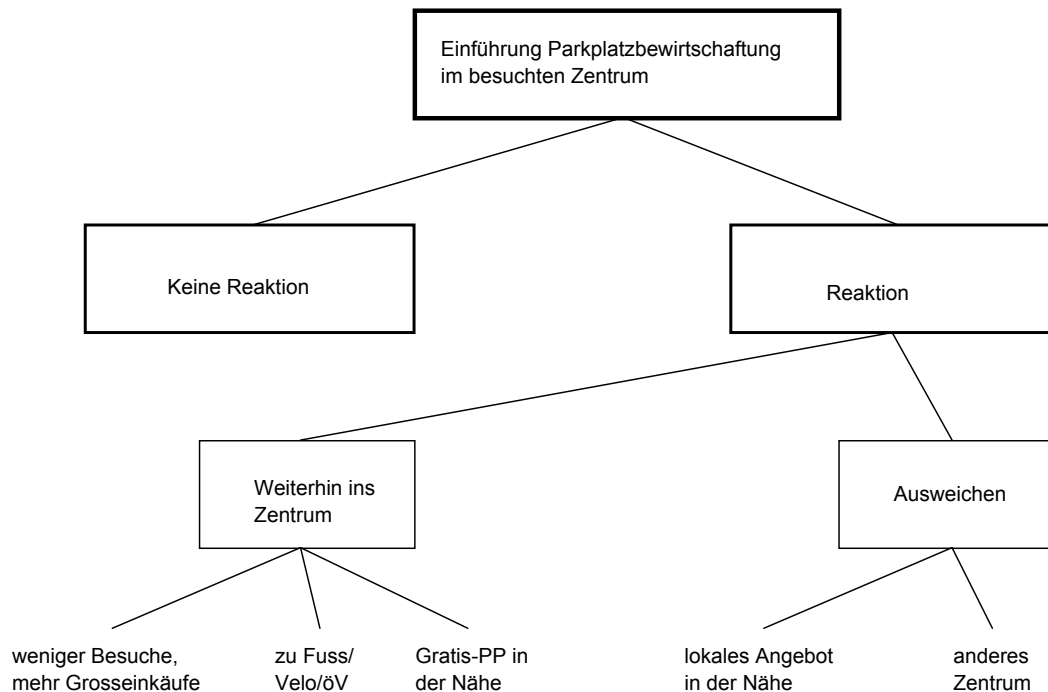 Einführung Parkplatzbewirtschaftung
im besuchten Zentrum
Keine Reaktion
Reaktion
Weiterhin ins
Zentrum
Ausweichen
weniger Besuche,
mehr Grosseinkäufe
zu Fuss/
Velo/öV
Gratis-PP in
der Nähe
lokales Angebot
in der Nähe
anderes
Zentrum